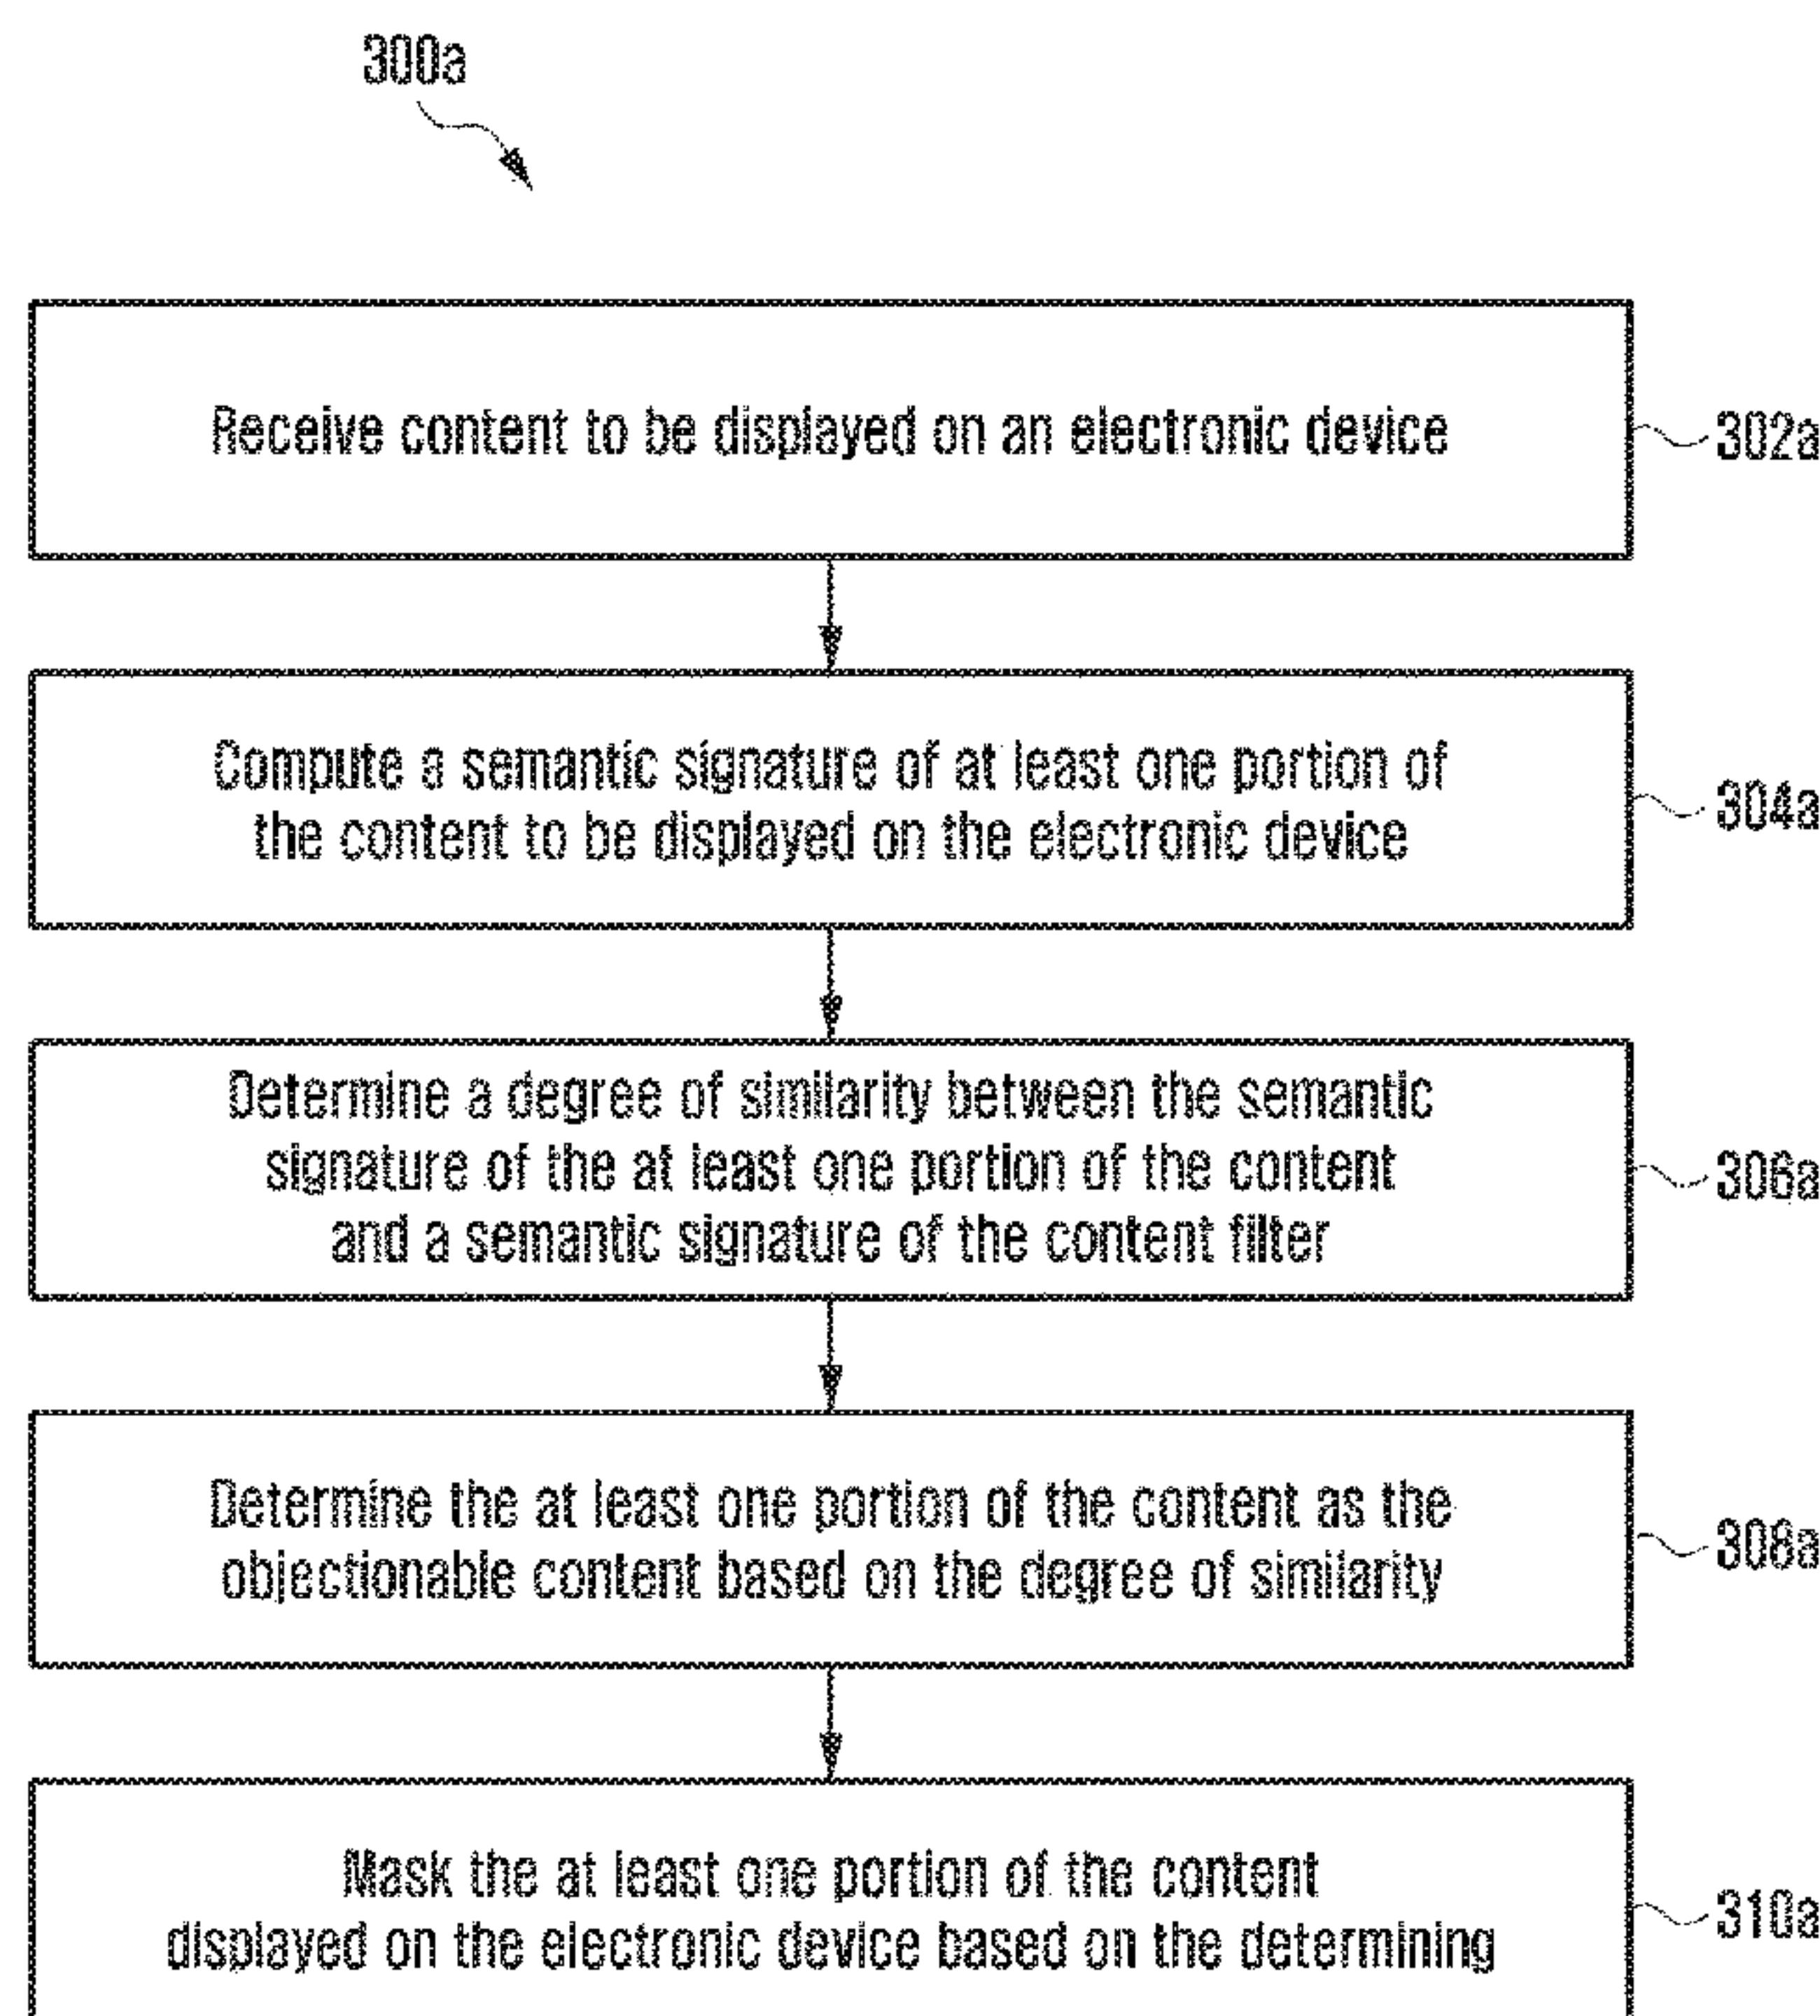 300a
Receive content to be displayed on an electronic device
302a
Compute a semantic signature of at least one portion of
the content to be displayed on the electronic device
304a
Determine a degree of similarity between the semantic
signature of the at least one portion of the content
and a semantic signature of the content filter
306a
Determine the at least one portion of the content as the
objectionable content based on the degree of similarity
308a
Mask the at least one portion of the content
displayed on the electronic device based on the determining
310a